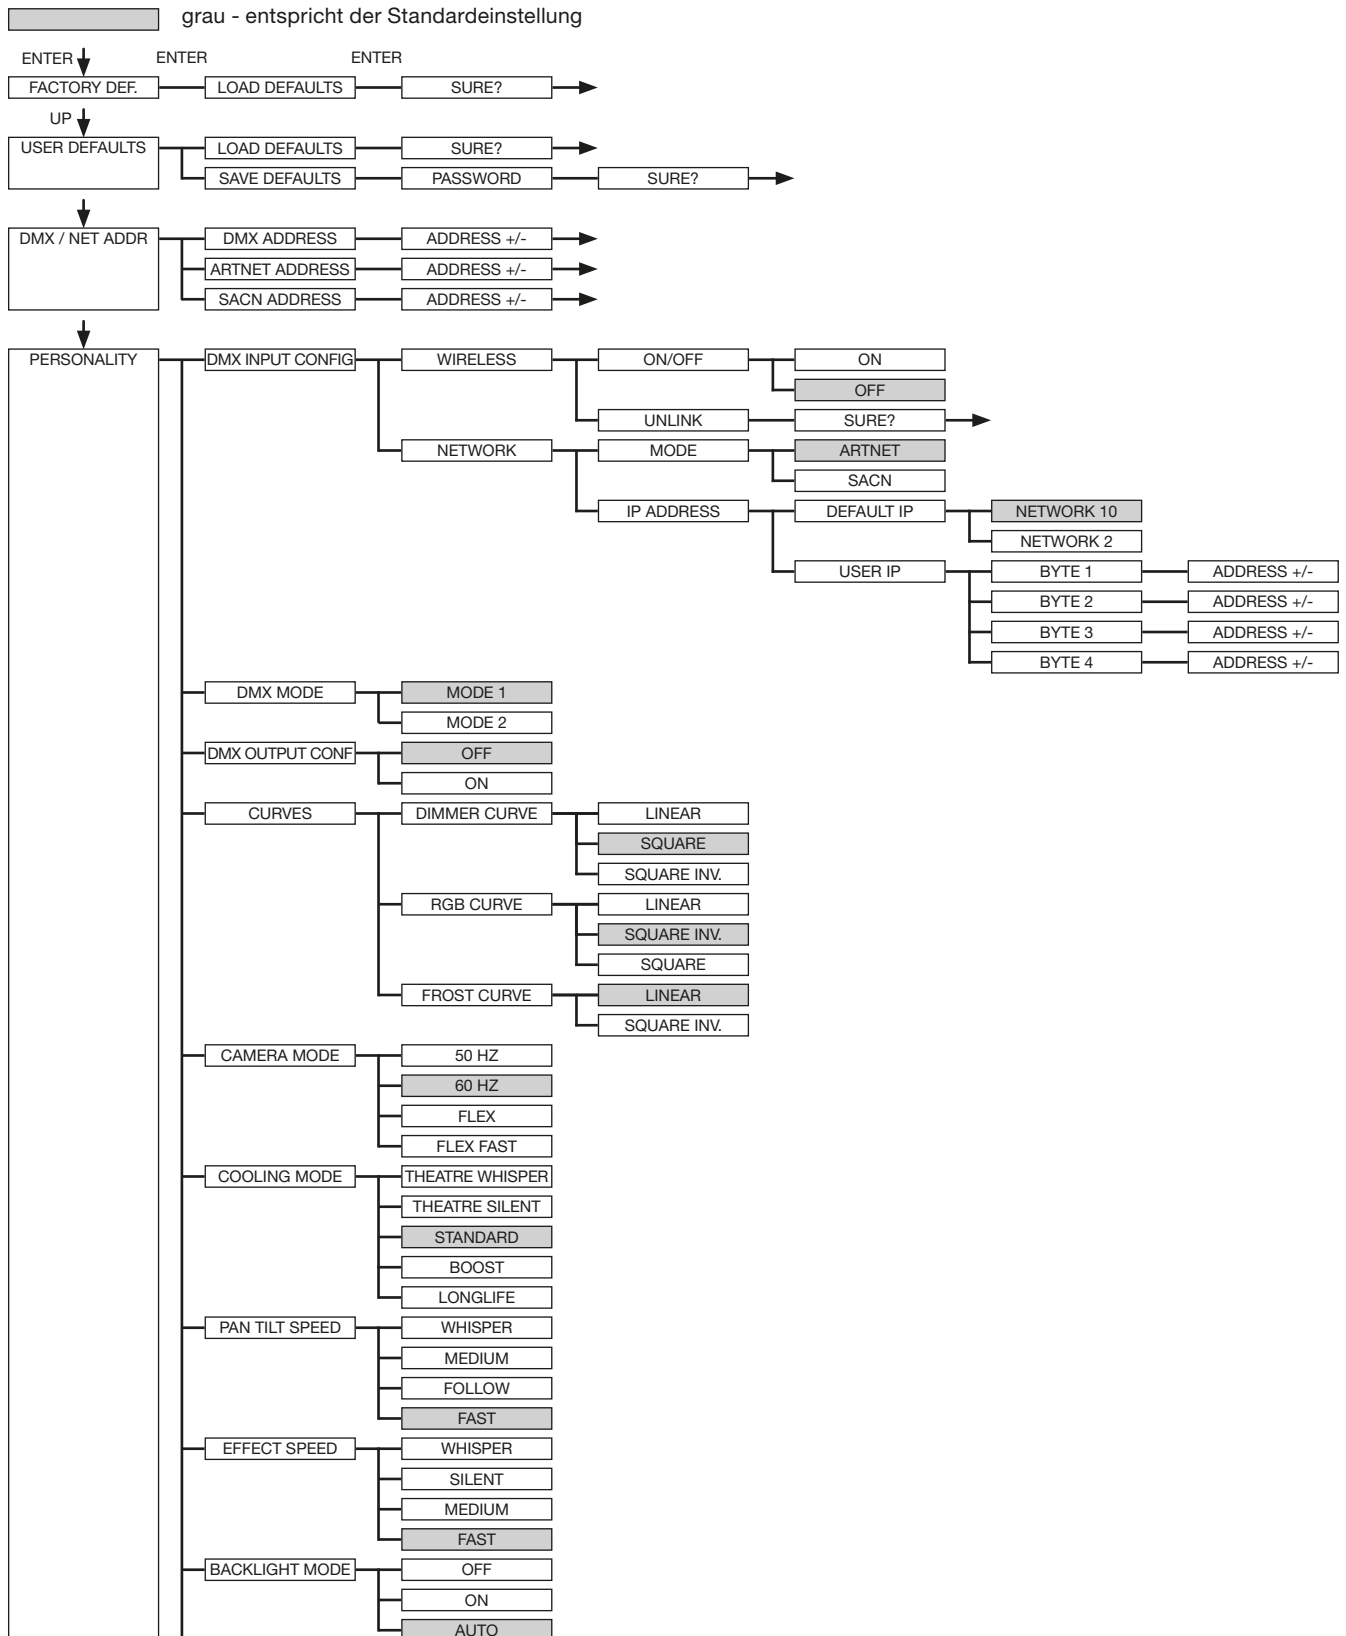 grau - entspricht der Standardeinstellung
ENTER ENTER ENTER
FACTORY DEF. LOAD DEFAULTS SURE?
UP
USER DEFAULTS LOAD DEFAULTS SURE?
SAVE DEFAULTS PASSWORD SURE?
DMX / NET ADDR DMX ADDRESS ADDRESS +/-
ARTNET ADDRESS ADDRESS +/-
SACN ADDRESS ADDRESS +/-
PERSONALITY DMX INPUT CONFIG WIRELESS ON/OFF ON
OFF
UNLINK SURE?
NETWORK MODE ARTNET
SACN
IP ADDRESS DEFAULT IP NETWORK 10
NETWORK 2
USER IP BYTE 1 ADDRESS +/-
BYTE 2 ADDRESS +/-
BYTE 3 ADDRESS +/-
BYTE 4 ADDRESS +/-
DMX MODE MODE 1
MODE 2
DMX OUTPUT CONF OFF
ON
CURVES DIMMER CURVE LINEAR
SQUARE
SQUARE INV.
RGB CURVE LINEAR
SQUARE INV.
SQUARE
FROST CURVE LINEAR
SQUARE INV.
CAMERA MODE 50 HZ
60 HZ
FLEX
FLEX FAST
COOLING MODE THEATRE WHISPER
THEATRE SILENT
STANDARD
BOOST
LONGLIFE
PAN TILT SPEED WHISPER
MEDIUM
FOLLOW
FAST
EFFECT SPEED WHISPER
SILENT
MEDIUM
FAST
BACKLIGHT MODE OFF
ON
AUTO